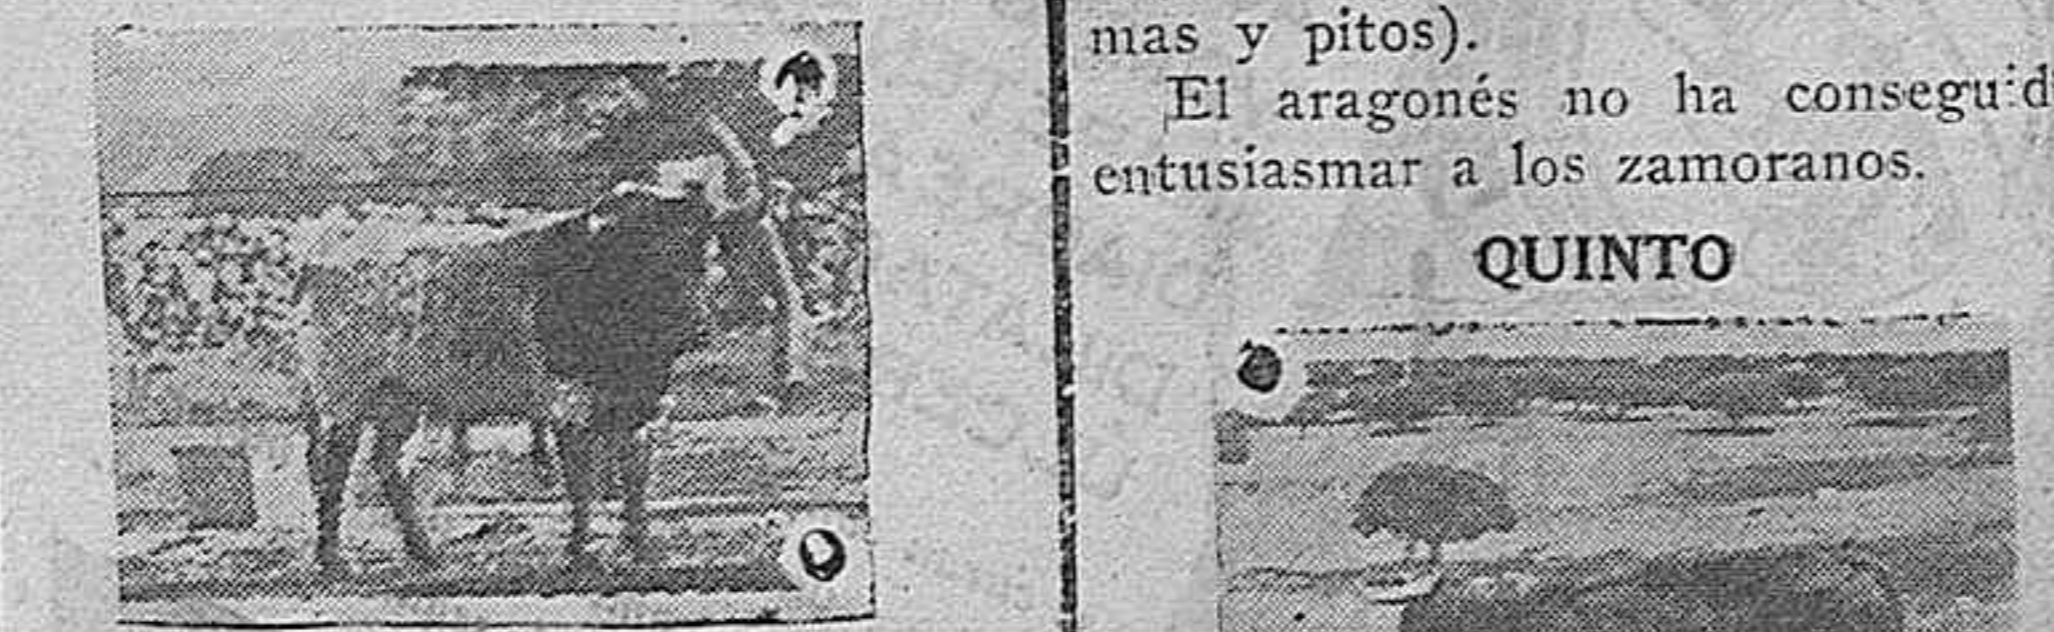 mas y pitos).
El aragonés no ha conseguid
entusiasmar a los zamoranos.
QUINTO